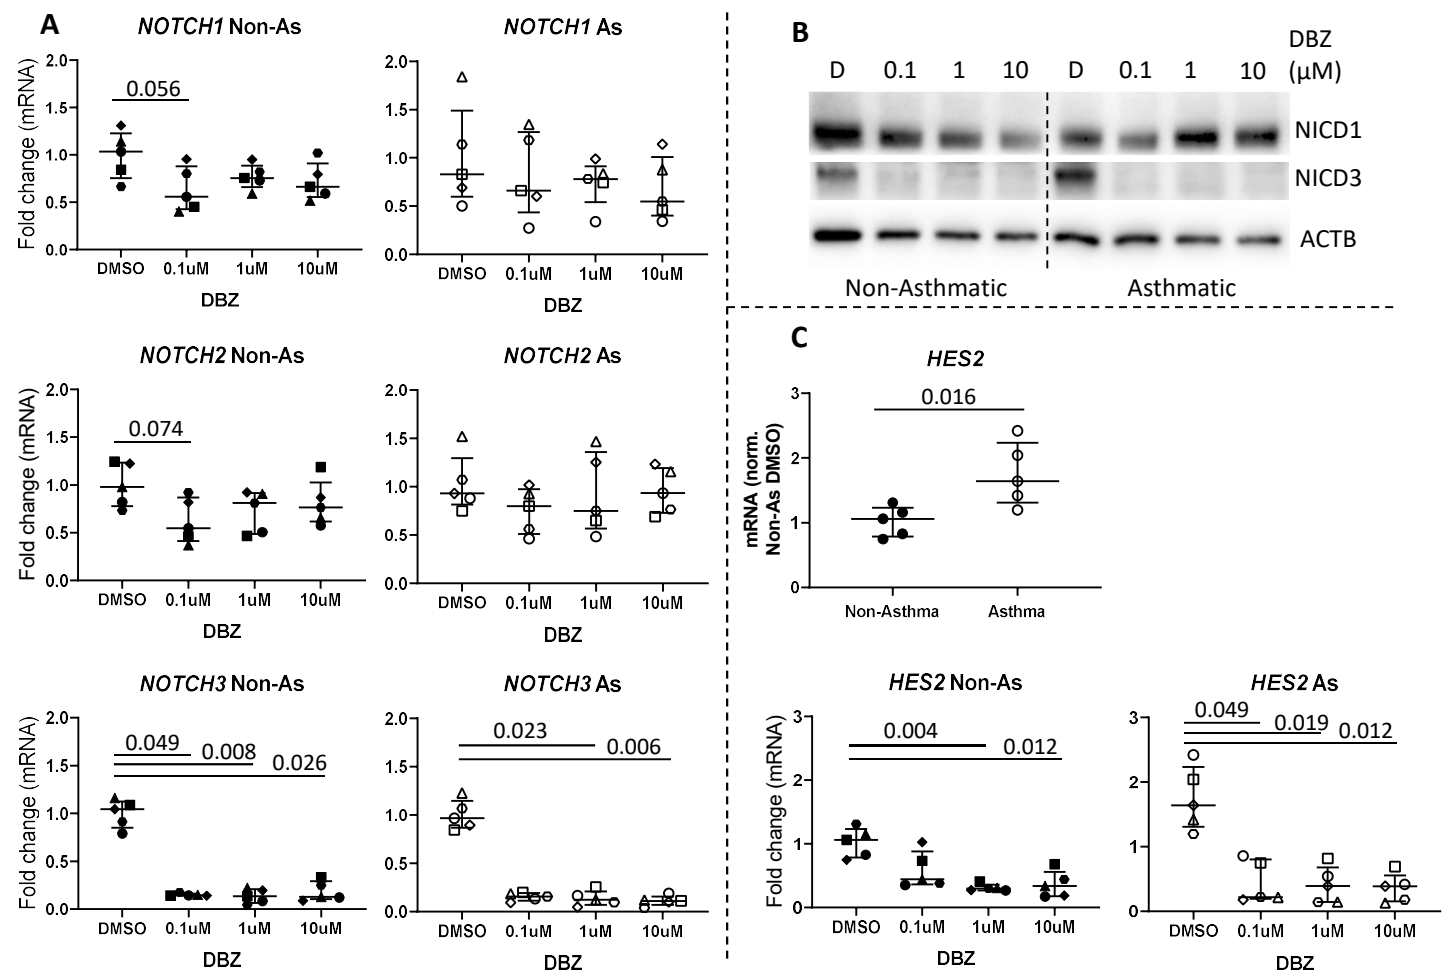 A
NOTCH1 Non-As
Fold change (mRNA)
2.0
1.5
1.0
0.5
0.0
0.056
DMSO 0.1uM 1uM 10uM
DBZ
NOTCH1 As
2.0
1.5
1.0
0.5
0.0
DMSO 0.1uM 1uM 10uM
DBZ
NOTCH2 Non-As
Fold change (mRNA)
2.0
1.5
1.0
0.5
0.0
0.074
DMSO 0.1uM 1uM 10uM
DBZ
NOTCH2 As
2.0
1.5
1.0
0.5
0.0
DMSO 0.1uM 1uM 10uM
DBZ
NOTCH3 Non-As
Fold change (mRNA)
2.0
1.5
1.0
0.5
0.0
0.049
0.008
0.026
DMSO 0.1uM 1uM 10uM
DBZ
NOTCH3 As
2.0
1.5
1.0
0.5
0.0
0.023
0.006
DMSO 0.1uM 1uM 10uM
DBZ
B
DBZ
D 0.1 1 10 D 0.1 1 10 (µM)
NICD1
NICD3
ACTB
Non-Asthmatic Asthmatic
C
HES2
mRNA (norm.
Non-As DMSO)
3
2
1
0
0.016
Non-Asthma Asthma
HES2 Non-As
Fold change (mRNA)
3
2
1
0
0.004
0.012
DMSO 0.1uM 1uM 10uM
DBZ
HES2 As
3
2
1
0
0.049
0.019
0.012
DMSO 0.1uM 1uM 10uM
DBZ